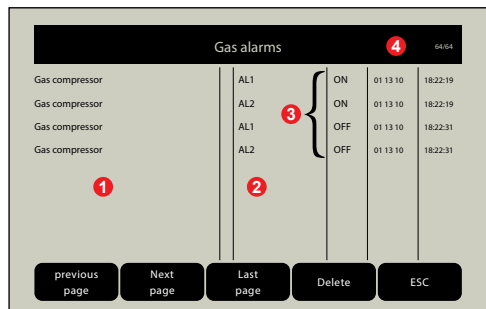 Gas alarms 4 64/64
Gas compressor AL1 ON 01 13 10 18:22:19
Gas compressor AL2 ON 01 13 10 18:22:19
3
Gas compressor AL1 OFF 01 13 10 18:22:31
Gas compressor AL2 OFF 01 13 10 18:22:31
1 2
previous page Next page Last page Delete ESC